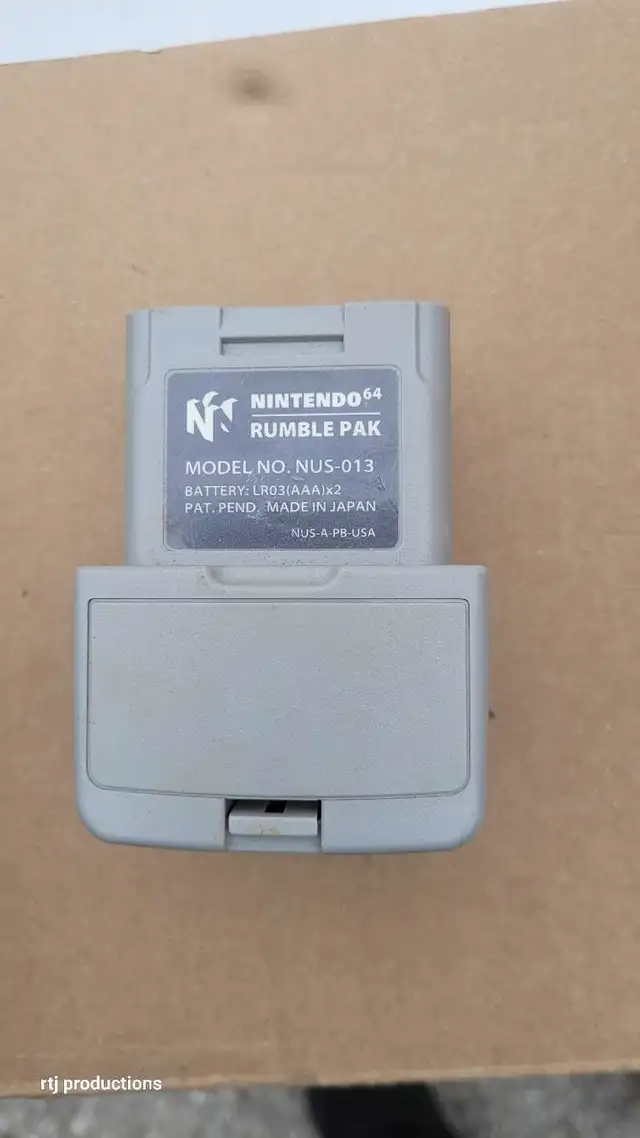 NINTENDO64
RUMBLE PAK
MODEL NO. NUS-013
BATTERY: LR03(AAA)x2
PAT. PEND. MADE IN JAPAN
NUS-A-PB-USA
rtj productions